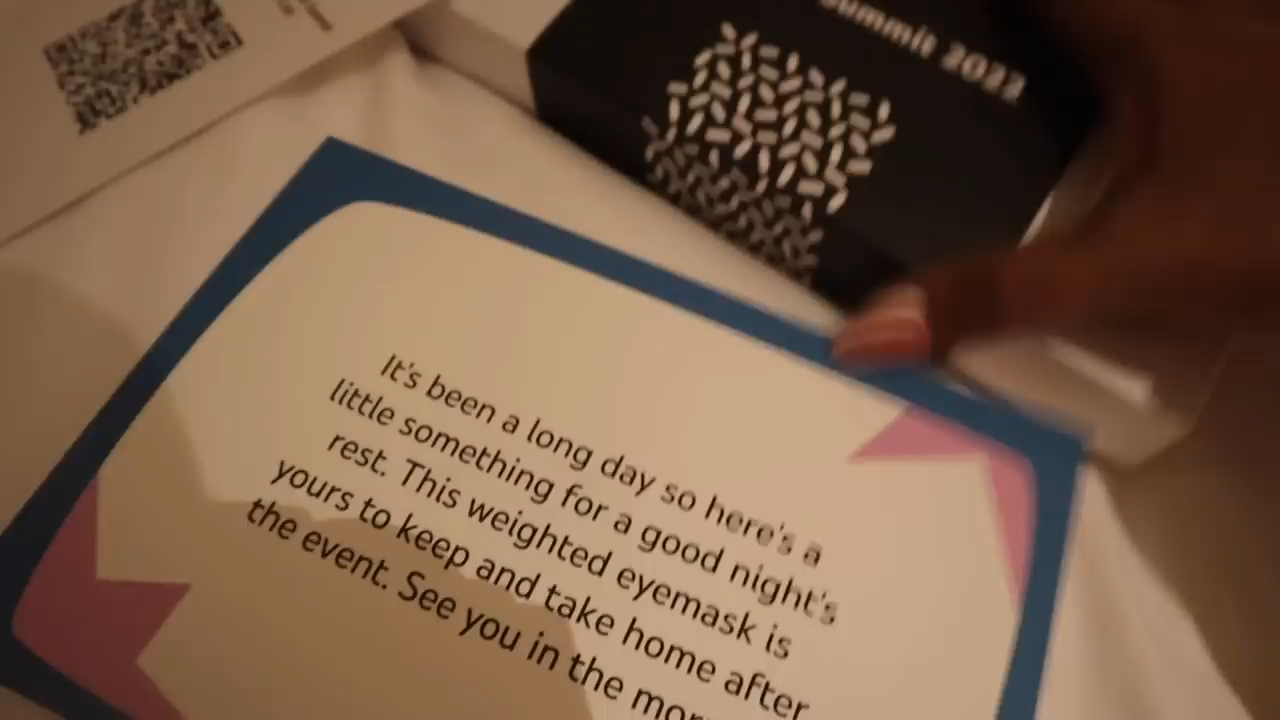 Summit 2022
It's been a long day so here's a
little something for a good night's
rest. This weighted eyemask is
yours to keep and take home after
the event. See you in the